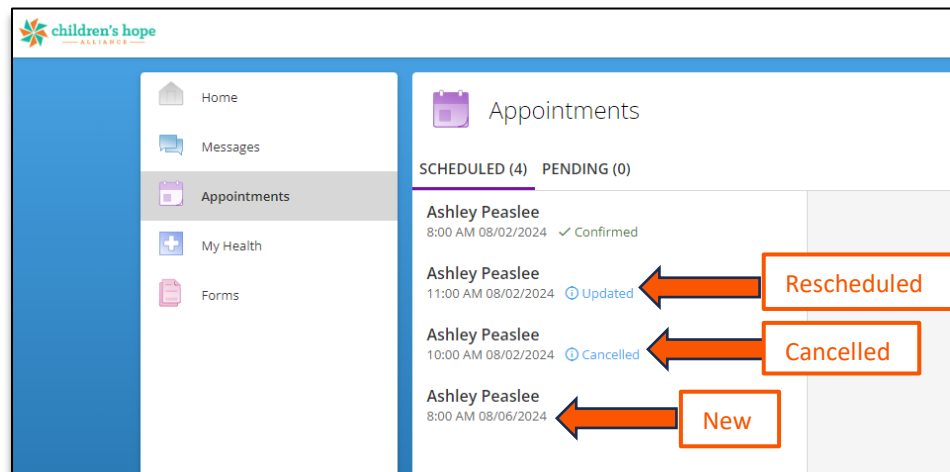 children's hope
ALLIANCE
Home
Messages
Appointments
My Health
Forms
Appointments
SCHEDULED (4) PENDING (0)
Ashley Peaslee
8:00 AM 08/02/2024 Confirmed
Ashley Peaslee
11:00 AM 08/02/2024 Updated
Rescheduled
Ashley Peaslee
10:00 AM 08/02/2024 Cancelled
Cancelled
Ashley Peaslee
8:00 AM 08/06/2024
New